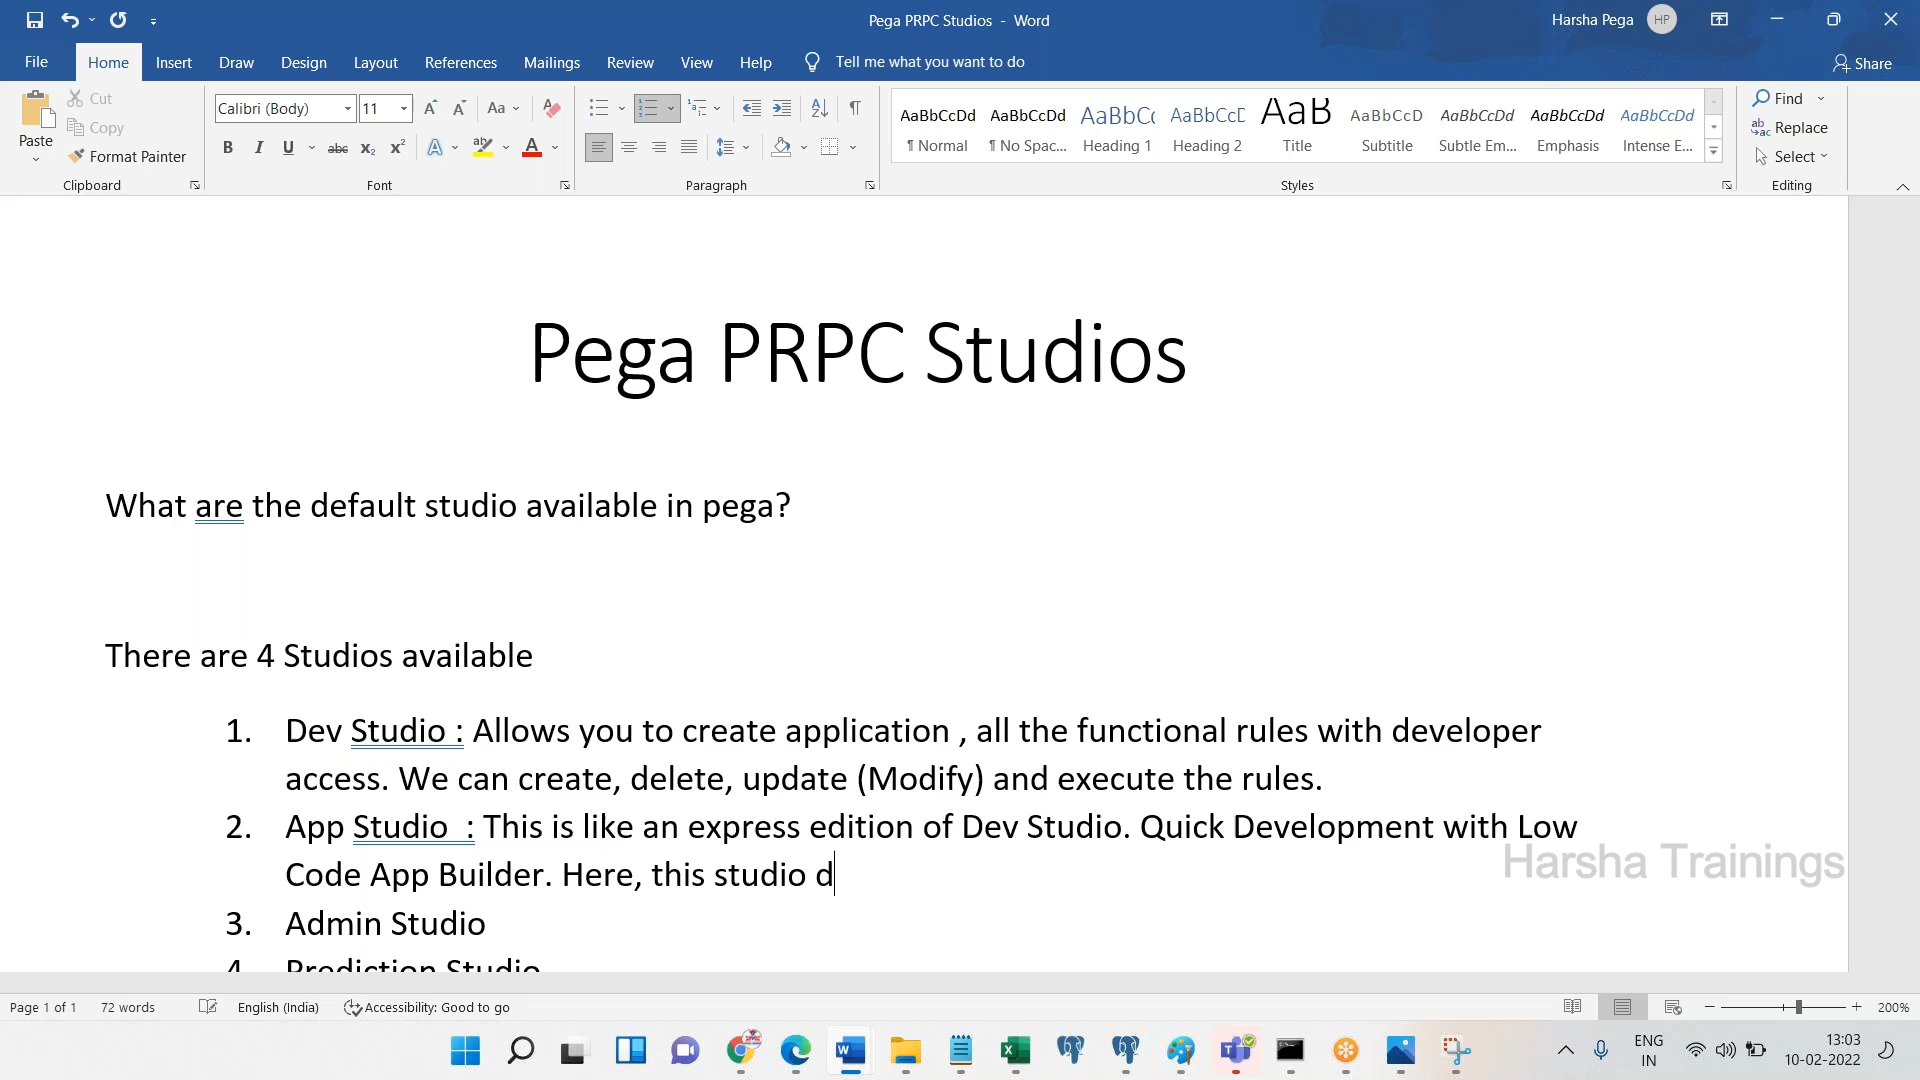 Pega PRPC Studios - Word
Harsha Pega HP
File Home Insert Draw Design Layout References Mailings Review View Help Tell me what you want to do Share
Paste
Cut
Copy
Format Painter
Clipboard
Calibri (Body) 11
Font
Paragraph
AaBbCcDd AaBbCcDd AaBbCc AaBbCcD AaB AaBbCcD AaBbCcDd AaBbCcDd AaBbCcDd
¶ Normal ¶ No Spac... Heading 1 Heading 2 Title Subtitle Subtle Em... Emphasis Intense E...
Styles
Find
Replace
Select
Editing
Pega PRPC Studios
What are the default studio available in pega?
There are 4 Studios available
1. Dev Studio : Allows you to create application , all the functional rules with developer
access. We can create, delete, update (Modify) and execute the rules.
2. App Studio : This is like an express edition of Dev Studio. Quick Development with Low
Code App Builder. Here, this studio d
Harsha Trainings
3. Admin Studio
4. Prediction Studio
Page 1 of 1 72 words English (India) Accessibility: Good to go 200%
ENG
IN
13:03
10-02-2022